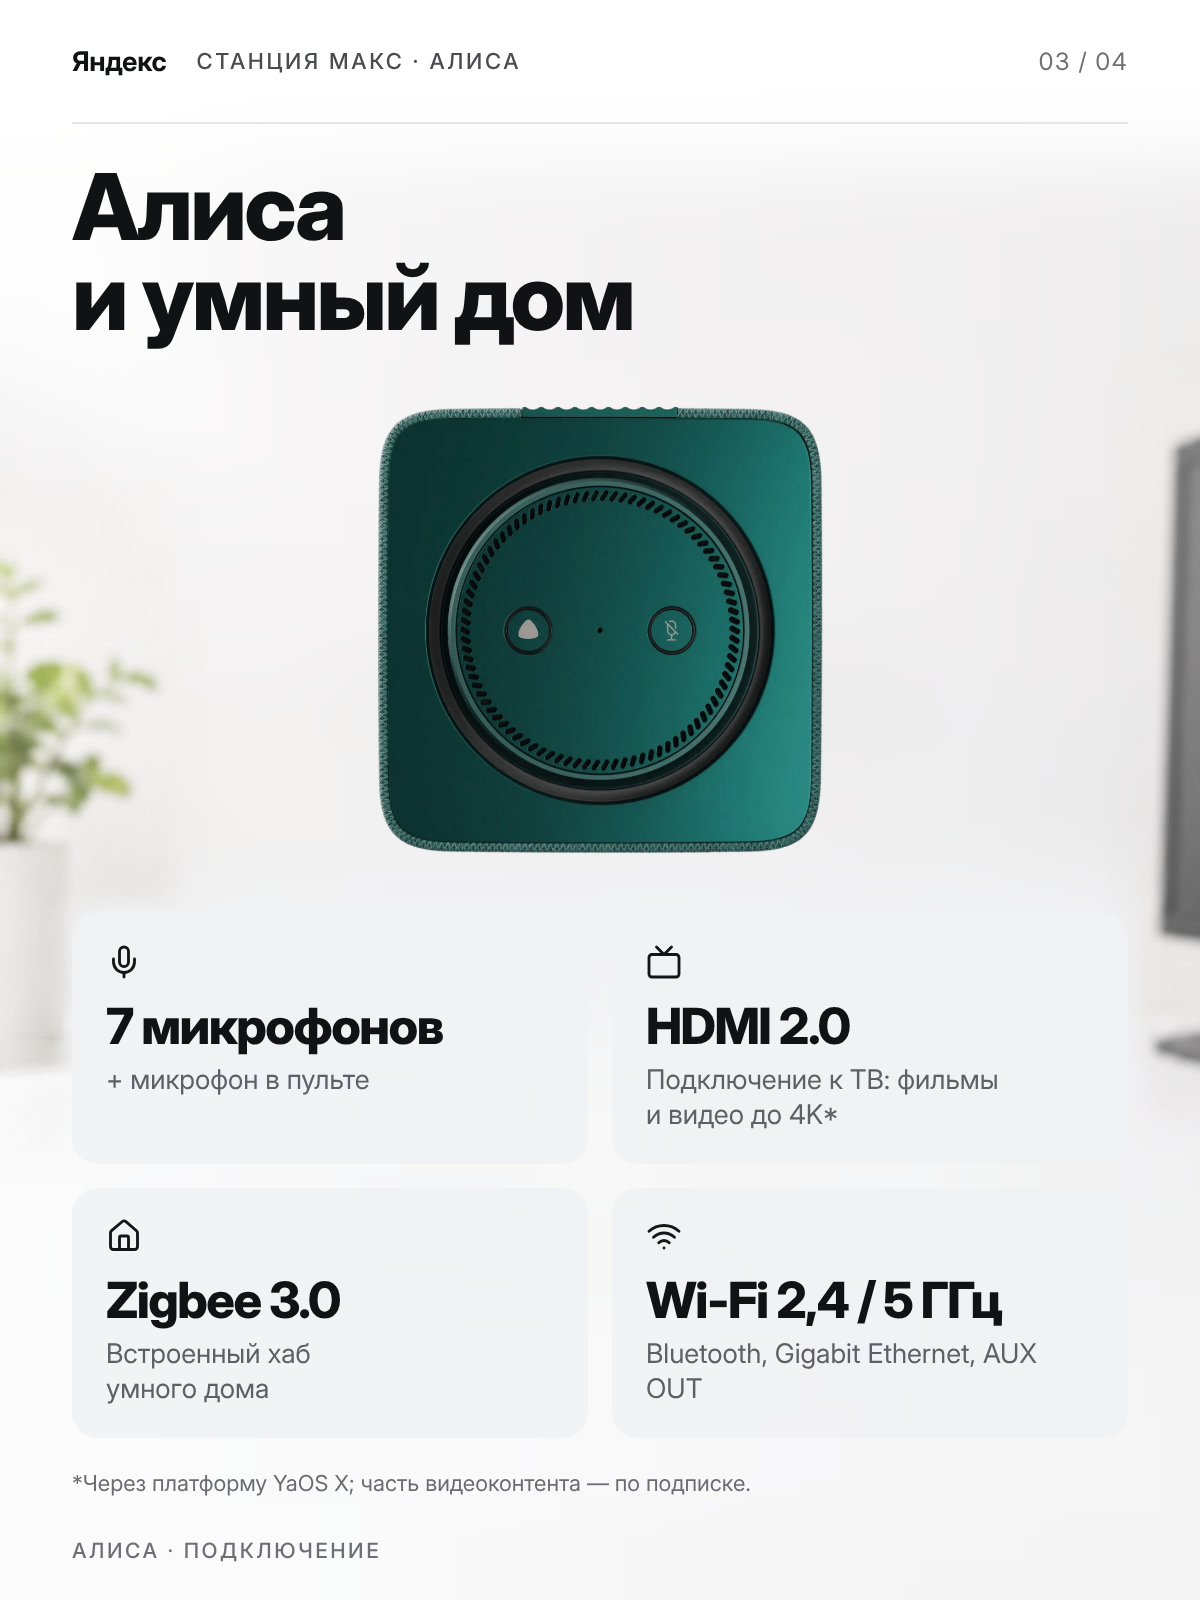 Яндекс СТАНЦИЯ МАКС · АЛИСА 03 / 04
Алиса
и умный дом
7 микрофонов
+ микрофон в пульте
HDMI 2.0
Подключение к ТВ: фильмы
и видео до 4K*
Zigbee 3.0
Встроенный хаб
умного дома
Wi-Fi 2,4 / 5 ГГц
Bluetooth, Gigabit Ethernet, AUX
OUT
*Через платформу YaOS X; часть видеоконтента — по подписке.
АЛИСА · ПОДКЛЮЧЕНИЕ